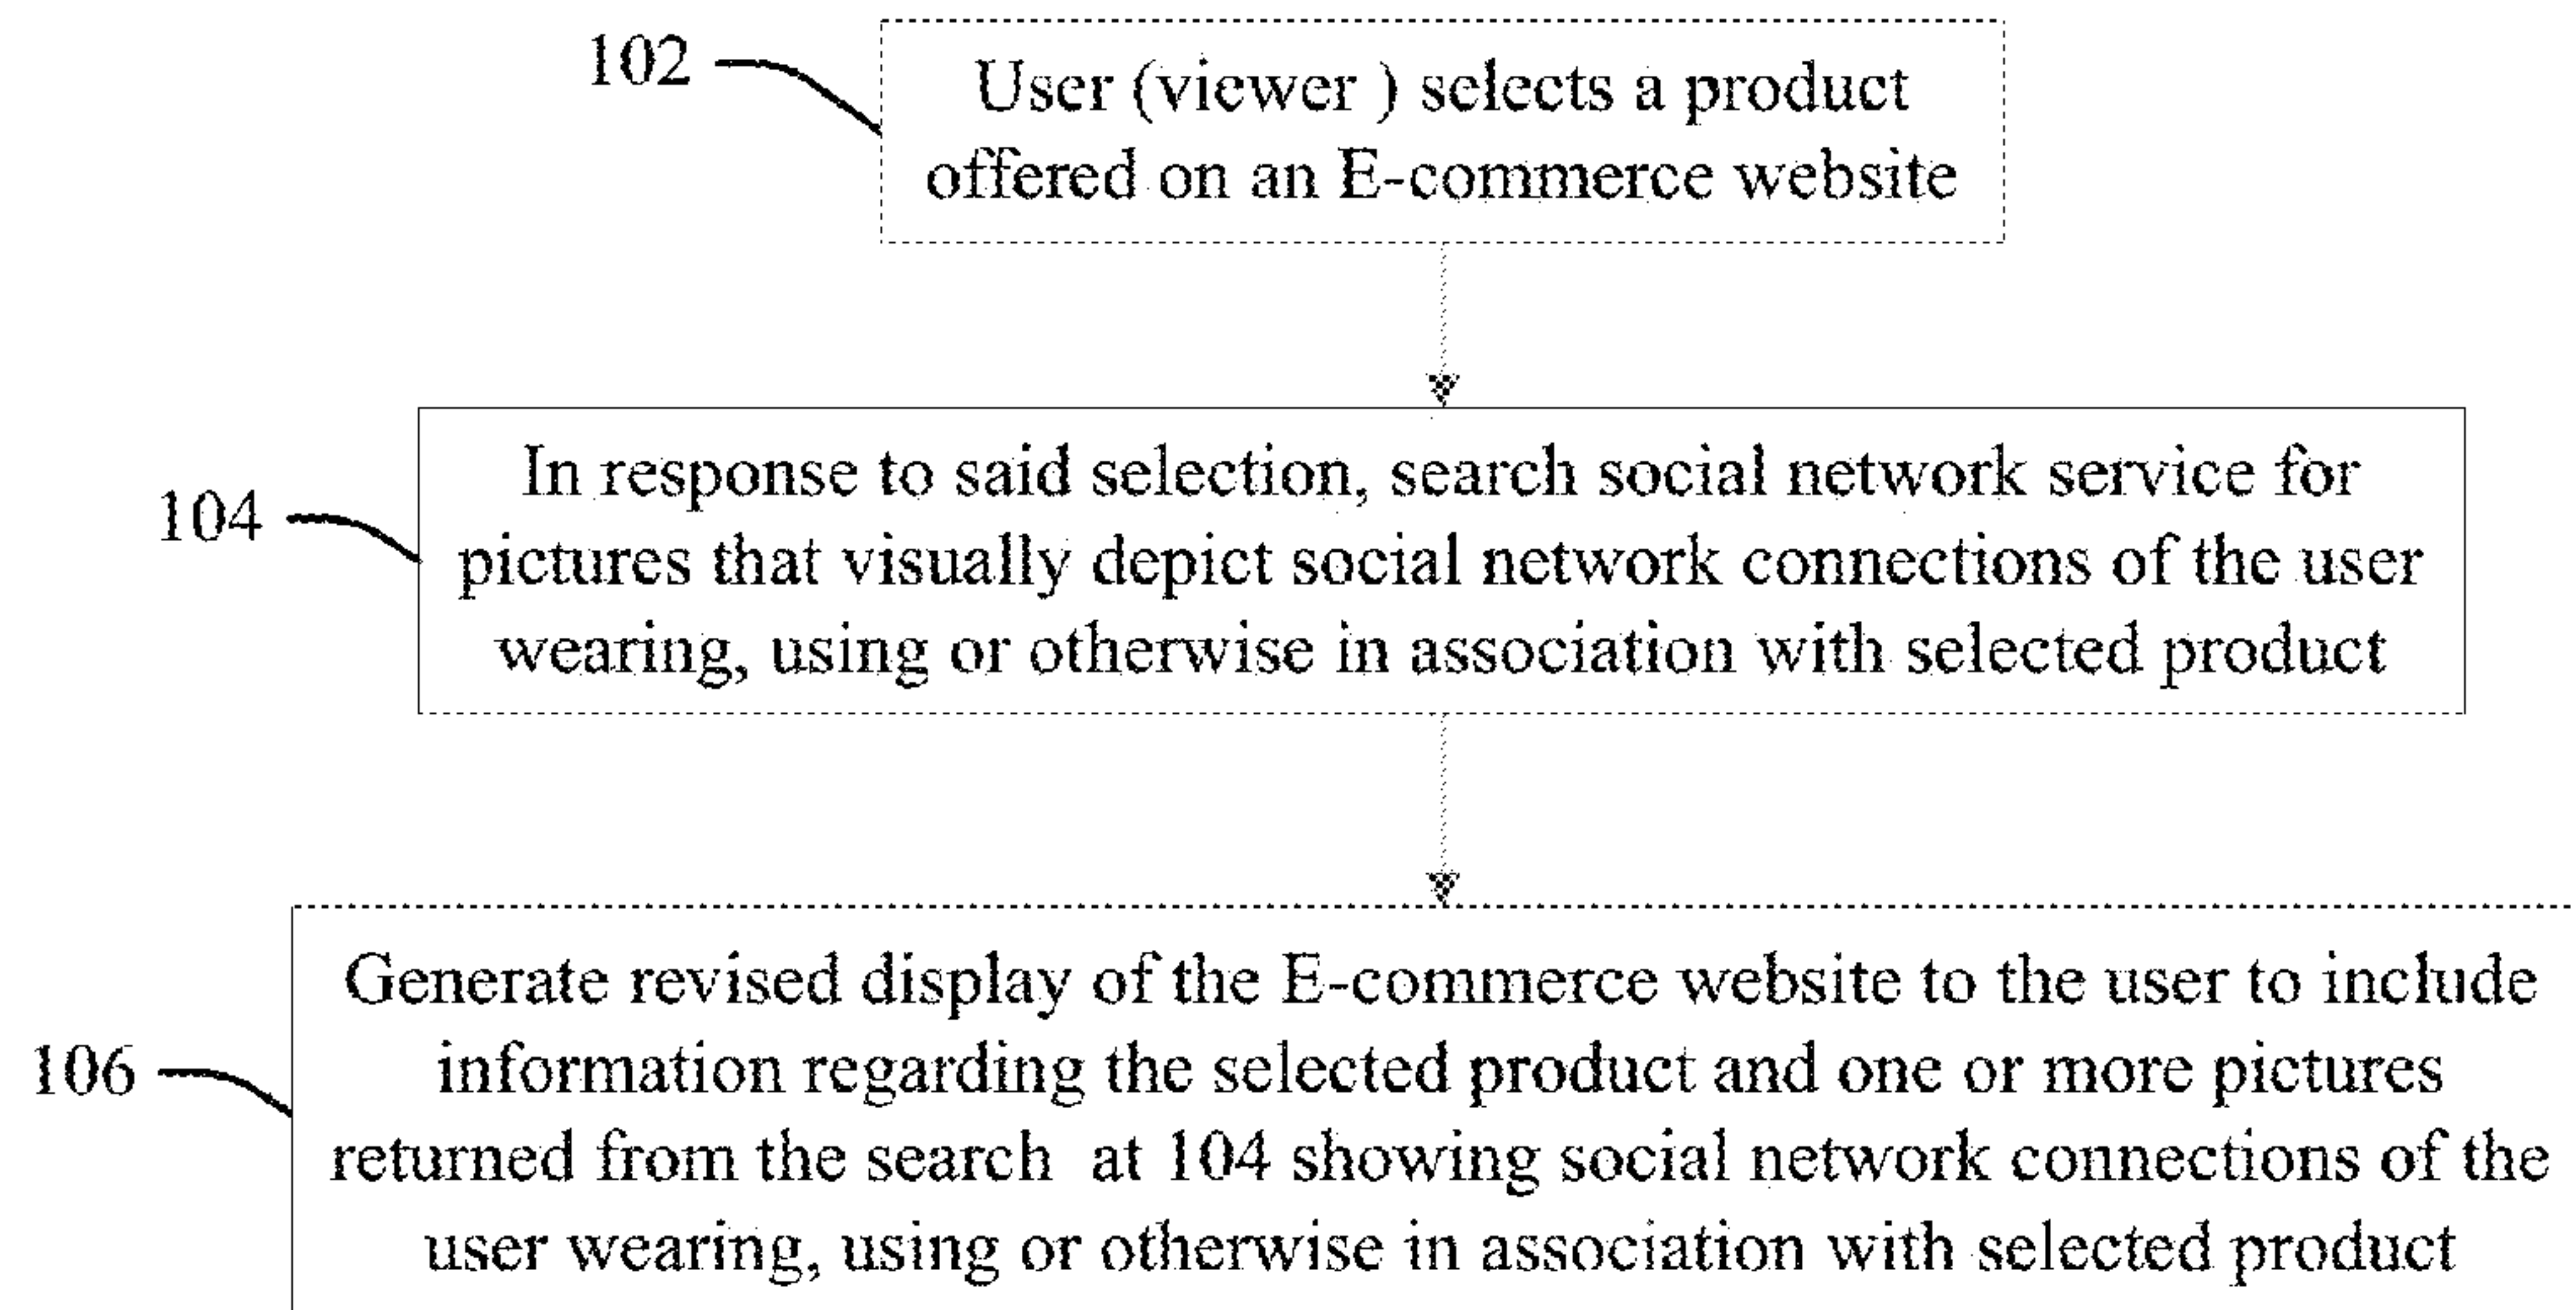 102
User (viewer ) selects a product
offered on an E-commerce website
104
In response to said selection, search social network service for
pictures that visually depict social network connections of the user
wearing, using or otherwise in association with selected product
106
Generate revised display of the E-commerce website to the user to include
information regarding the selected product and one or more pictures
returned from the search at 104 showing social network connections of the
user wearing, using or otherwise in association with selected product